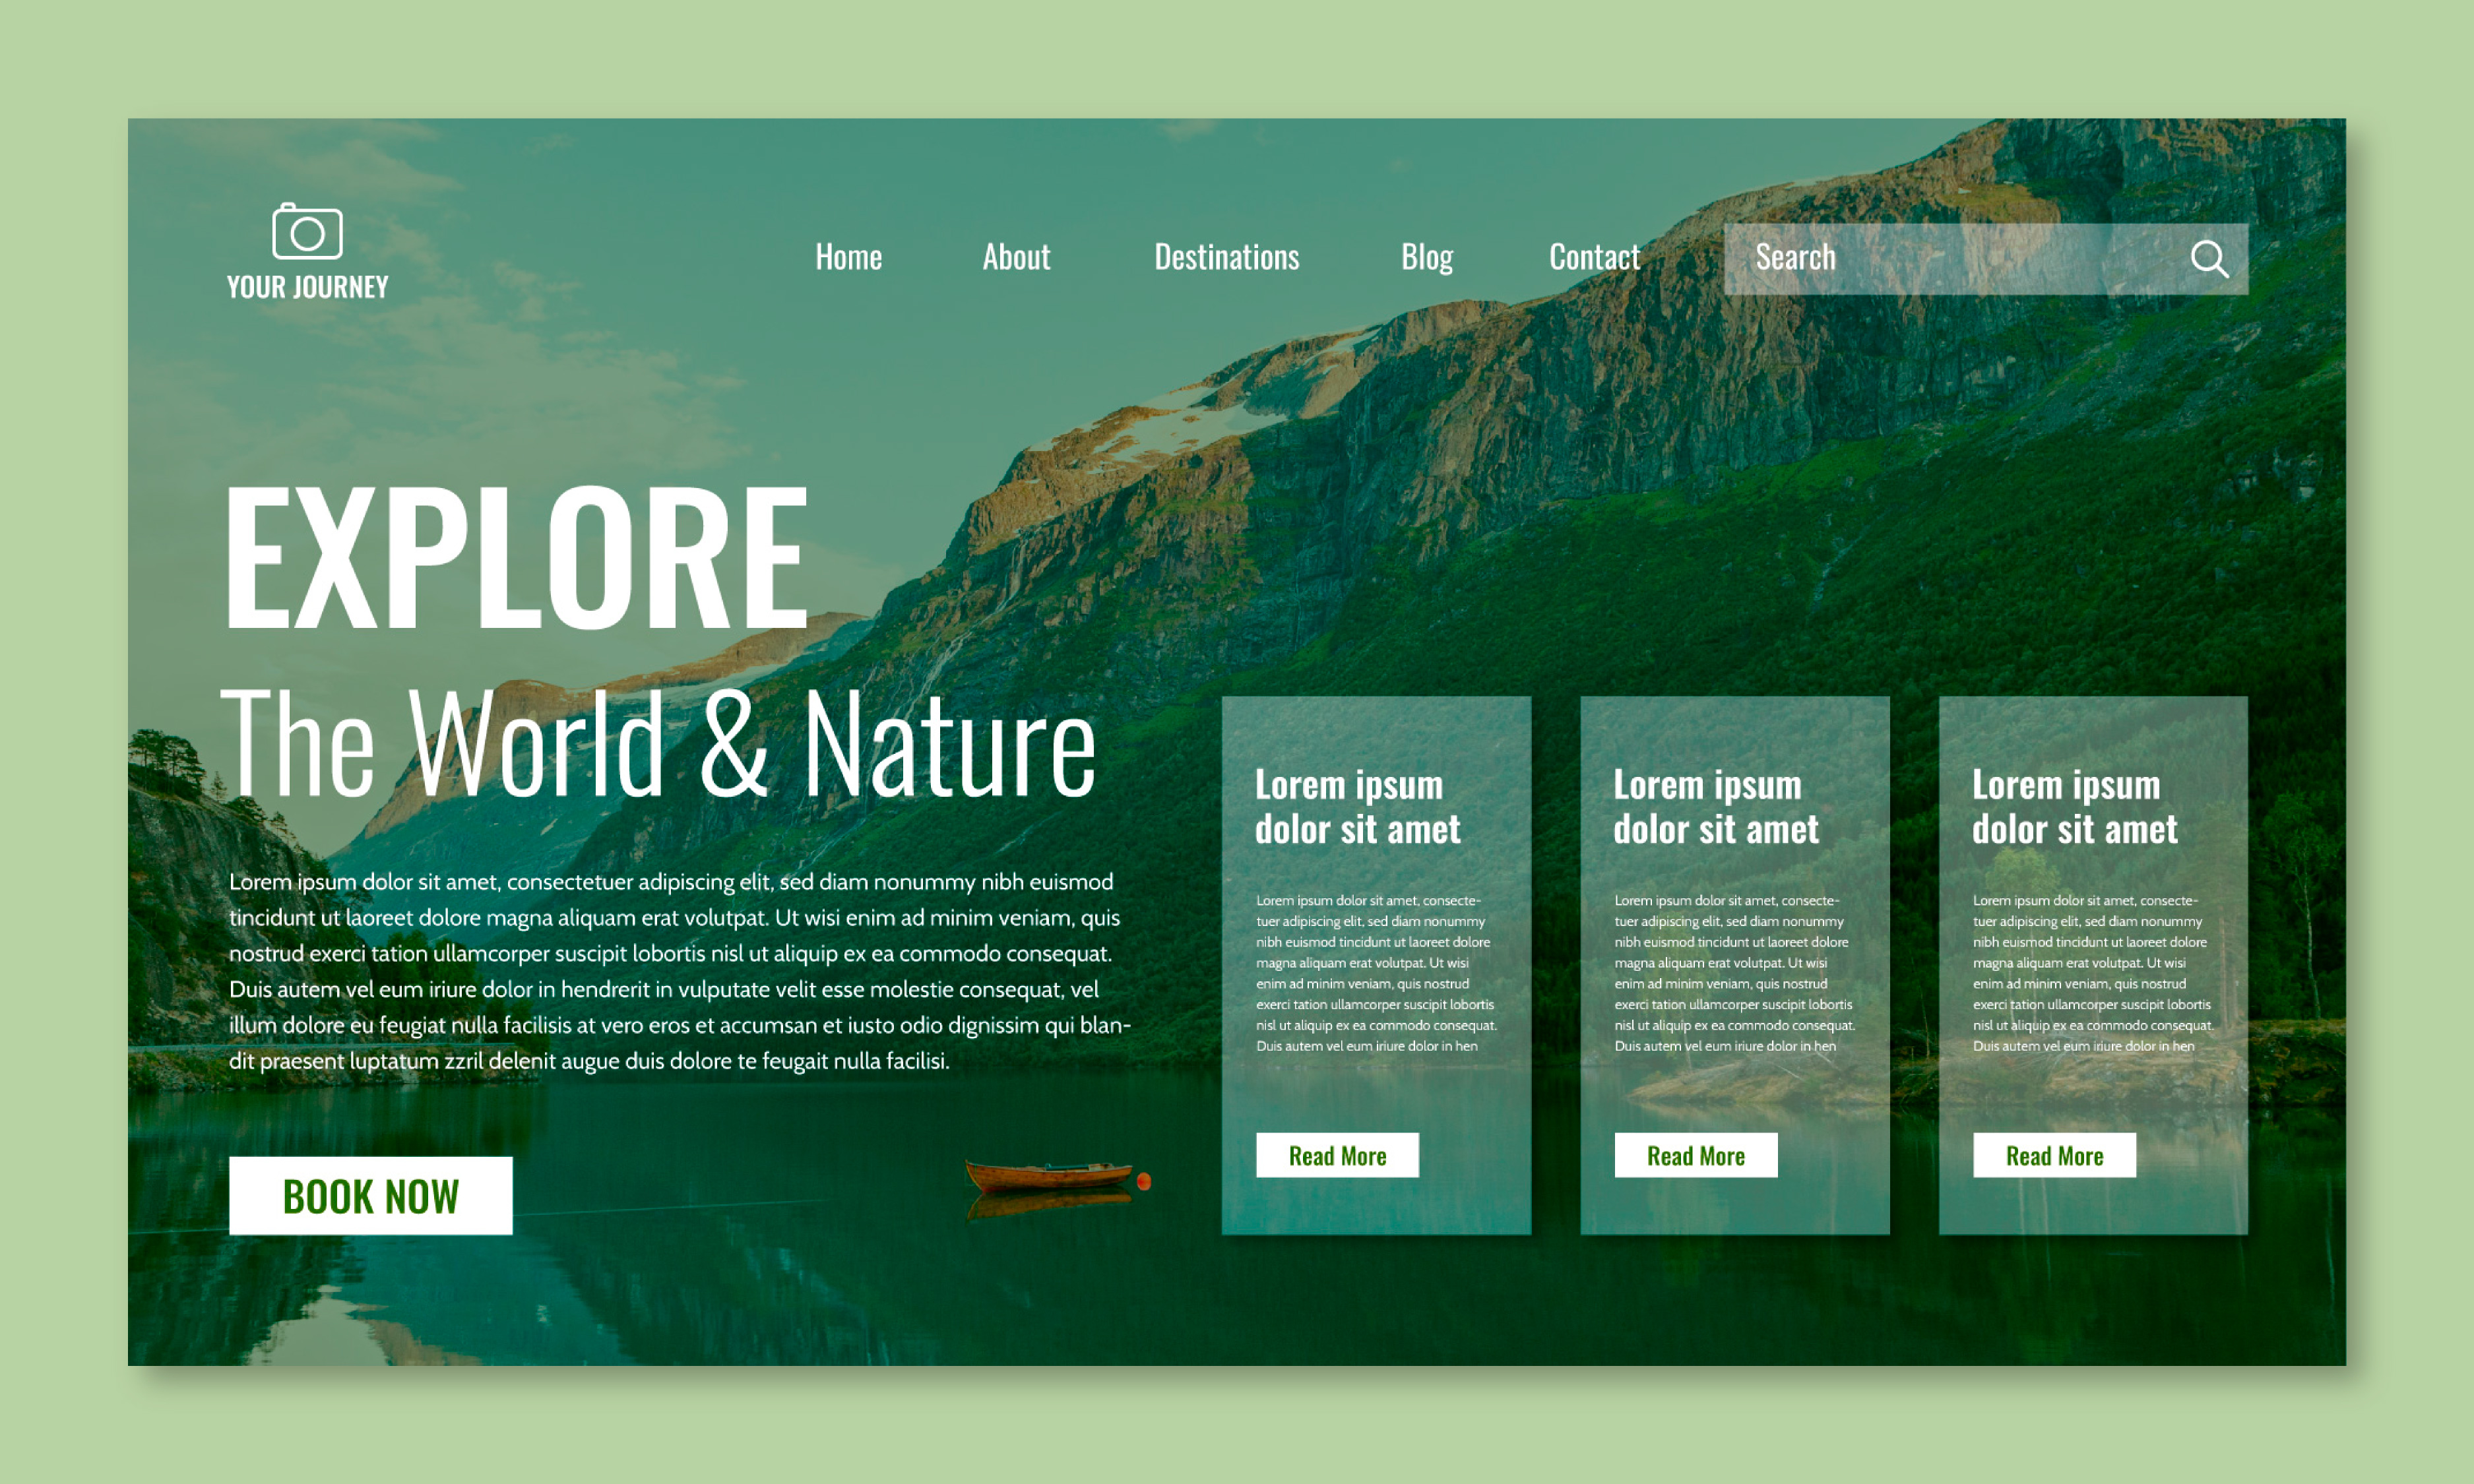 YOUR JOURNEY
Home
About
Destinations
Blog
Contact
Search
EXPLORE
The World & Nature
Lorem ipsum dolor sit amet, consectetuer adipiscing elit, sed diam nonummy nibh euismod
tincidunt ut laoreet dolore magna aliquam erat volutpat. Ut wisi enim ad minim veniam, quis
nostrud exerci tation ullamcorper suscipit lobortis nisl ut aliquip ex ea commodo consequat.
Duis autem vel eum iriure dolor in hendrerit in vulputate velit esse molestie consequat, vel
illum dolore eu feugiat nulla facilisis at vero eros et accumsan et iusto odio dignissim qui blan-
dit praesent luptatum zzril delenit augue duis dolore te feugait nulla facilisi.
BOOK NOW
Lorem ipsum
dolor sit amet
Lorem ipsum dolor sit amet, consecte-
tuer adipiscing elit, sed diam nonummy
nibh euismod tincidunt ut laoreet dolore
magna aliquam erat volutpat. Ut wisi
enim ad minim veniam, quis nostrud
exerci tation ullamcorper suscipit lobortis
nisl ut aliquip ex ea commodo consequat.
Duis autem vel eum iriure dolor in hen
Read More
Lorem ipsum
dolor sit amet
Lorem ipsum dolor sit amet, consecte-
tuer adipiscing elit, sed diam nonummy
nibh euismod tincidunt ut laoreet dolore
magna aliquam erat volutpat. Ut wisi
enim ad minim veniam, quis nostrud
exerci tation ullamcorper suscipit lobortis
nisl ut aliquip ex ea commodo consequat.
Duis autem vel eum iriure dolor in hen
Read More
Lorem ipsum
dolor sit amet
Lorem ipsum dolor sit amet, consecte-
tuer adipiscing elit, sed diam nonummy
nibh euismod tincidunt ut laoreet dolore
magna aliquam erat volutpat. Ut wisi
enim ad minim veniam, quis nostrud
exerci tation ullamcorper suscipit lobortis
nisl ut aliquip ex ea commodo consequat.
Duis autem vel eum iriure dolor in hen
Read More